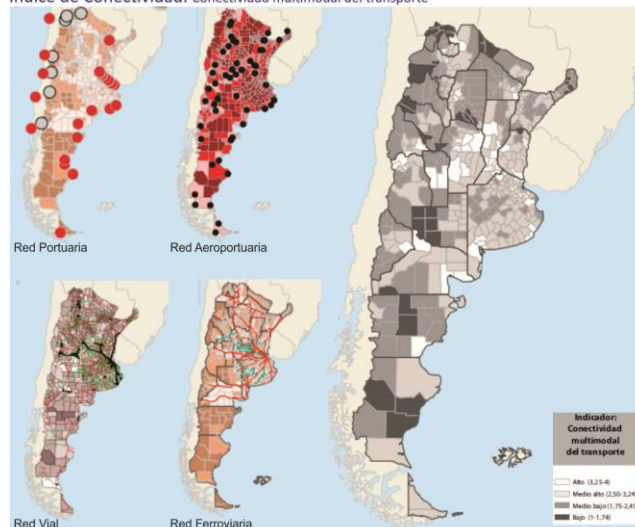 Índice de Conectividad: Conectividad multimodal del transporte
Red Portuaria
Red Aeroportuaria
Red Vial
Red Ferroviaria
Indicador:
Conectividad
multimodal
del transporte
Alto (3,25-4)
Medio alto (2,50-3,24
Medio bajo (1,75-2,4
Bajo (1-1,74)